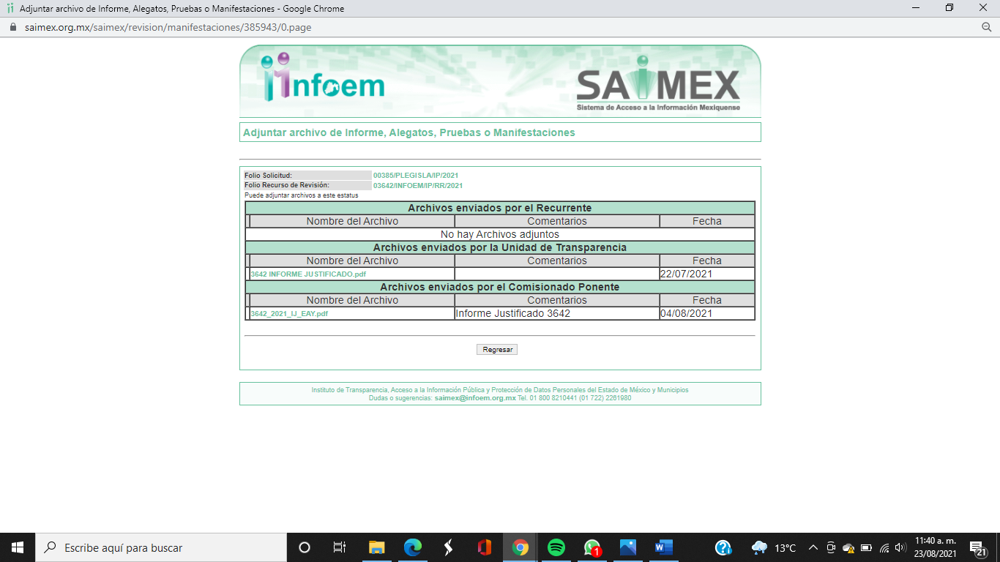 Adjuntar archivo de Informe, Alegatos, Pruebas o Manifestaciones - Google Chrome
saimex.org.mx/saimex/revision/manifestaciones/385943/0.page
infoem
SAIMEX
Sistema de Acceso a la Información Mexiquense
Adjuntar archivo de Informe, Alegatos, Pruebas o Manifestaciones
Folio Solicitud: 00385/PLEGISLA/IP/2021
Folio Recurso de Revisión: 03642/INFOEM/IP/RR/2021
Puede adjuntar archivos a este estatus
Archivos enviados por el Recurrente
Nombre del Archivo Comentarios Fecha
No hay Archivos adjuntos
Archivos enviados por la Unidad de Transparencia
Nombre del Archivo Comentarios Fecha
3642 INFORME JUSTIFICADO.pdf 22/07/2021
Archivos enviados por el Comisionado Ponente
Nombre del Archivo Comentarios Fecha
3642_2021_IJ_EAY.pdf Informe Justificado 3642 04/08/2021
Regresar
Instituto de Transparencia, Acceso a la Información Pública y Protección de Datos Personales del Estado de México y Municipios
Dudas o sugerencias: saimex@infoem.org.mx Tel. 01 800 8210441 (01 722) 2261980
Escribe aquí para buscar
1
13°C
11:40 a. m.
23/08/2021
21